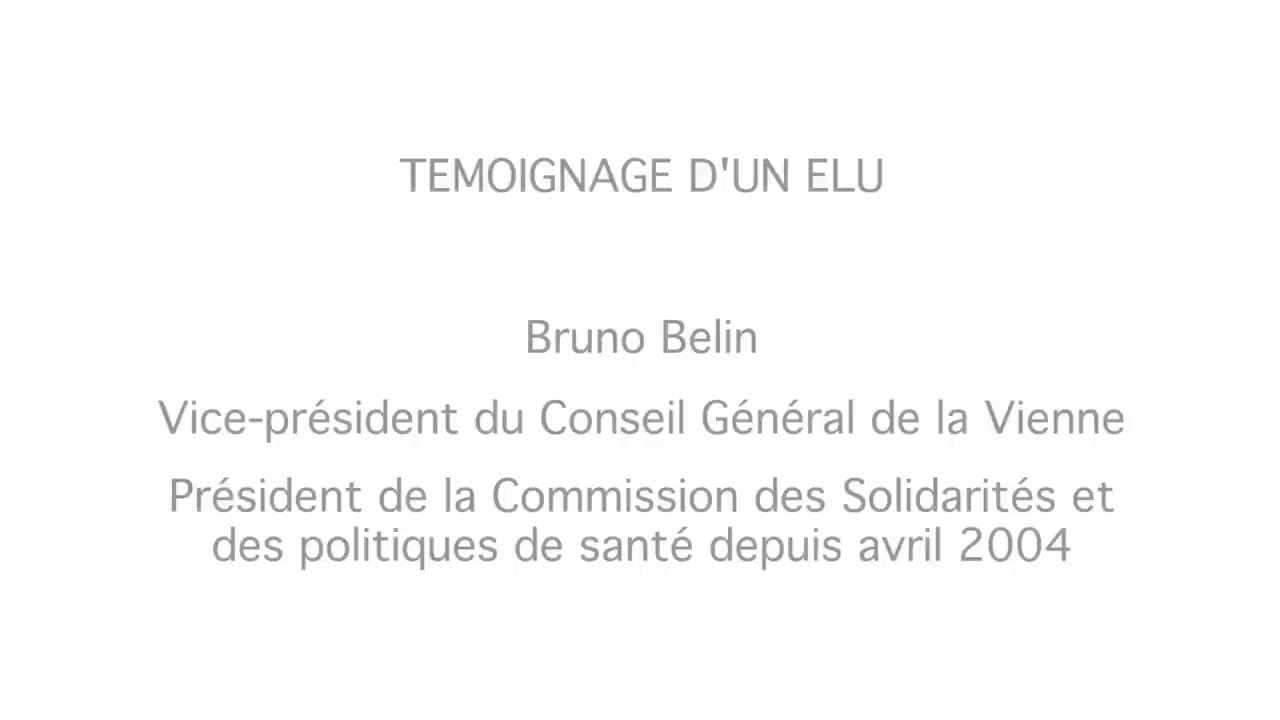 TEMOIGNAGE D'UN ELU
Bruno Belin
Vice-président du Conseil Général de la Vienne
Président de la Commission des Solidarités et
des politiques de santé depuis avril 2004